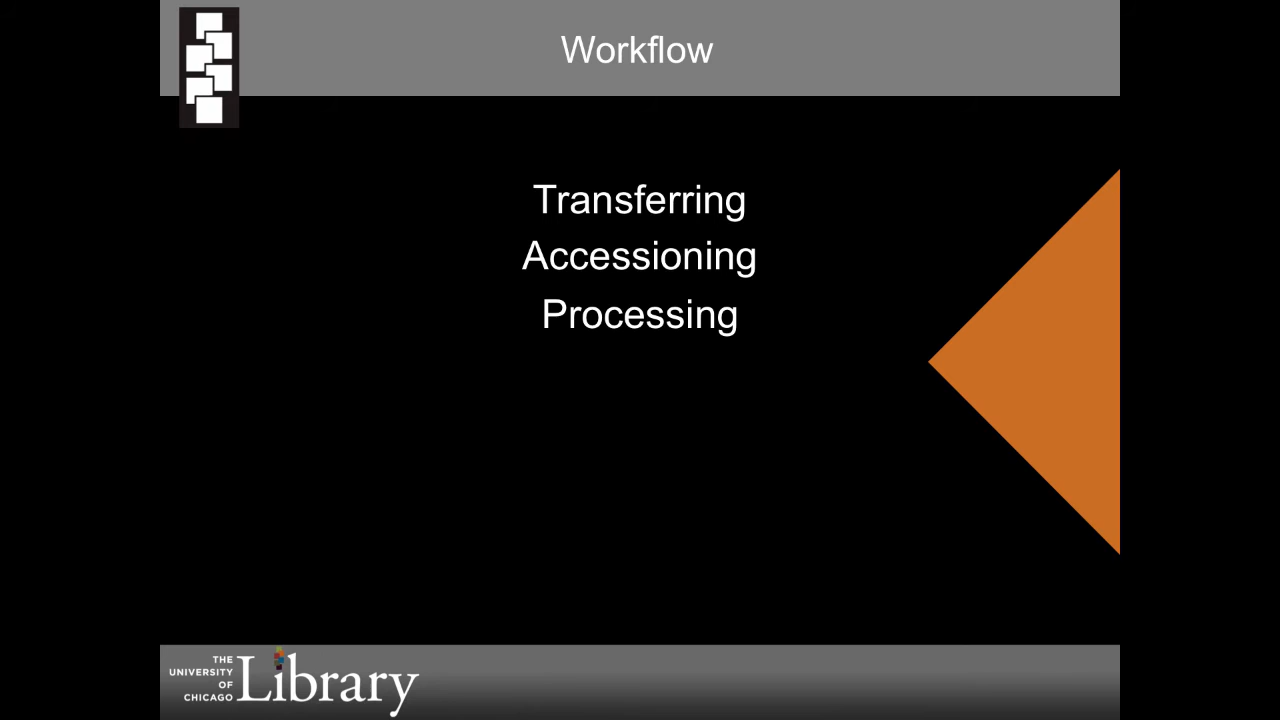 Workflow
Transferring
Accessioning
Processing
THE
UNIVERSITY
OF
CHICAGO
Library